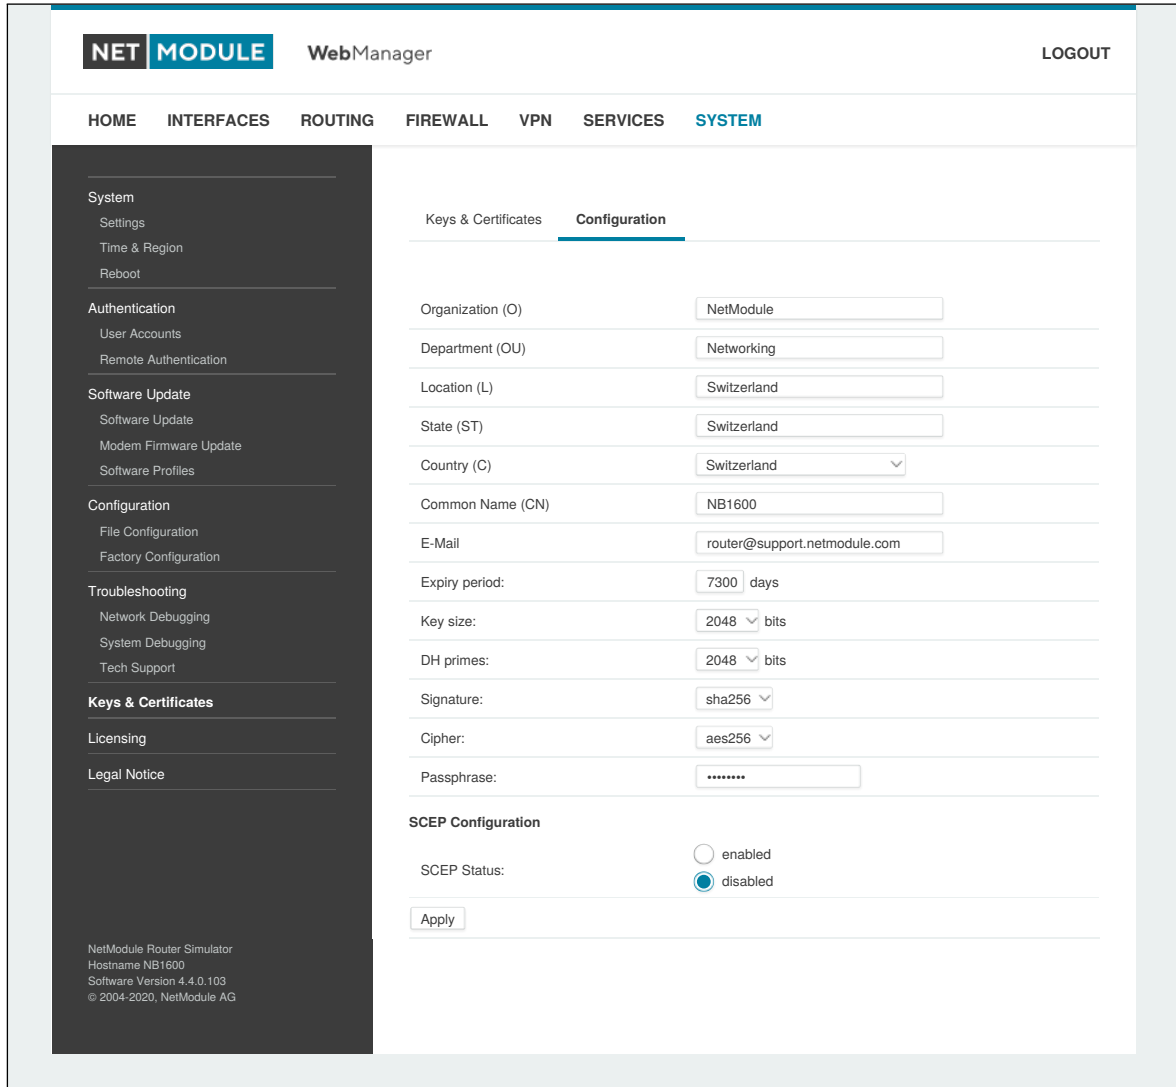 NET MODULE WebManager LOGOUT
HOME INTERFACES ROUTING FIREWALL VPN SERVICES SYSTEM
System
Settings
Time & Region
Reboot
Authentication
User Accounts
Remote Authentication
Software Update
Software Update
Modem Firmware Update
Software Profiles
Configuration
File Configuration
Factory Configuration
Troubleshooting
Network Debugging
System Debugging
Tech Support
Keys & Certificates
Licensing
Legal Notice
NetModule Router Simulator
Hostname NB1600
Software Version 4.4.0.103
© 2004-2020, NetModule AG
Keys & Certificates Configuration
Organization (O) NetModule
Department (OU) Networking
Location (L) Switzerland
State (ST) Switzerland
Country (C) Switzerland
Common Name (CN) NB1600
E-Mail router@support.netmodule.com
Expiry period: 7300 days
Key size: 2048 bits
DH primes: 2048 bits
Signature: sha256
Cipher: aes256
Passphrase: ••••••••
SCEP Configuration
SCEP Status: enabled
disabled
Apply